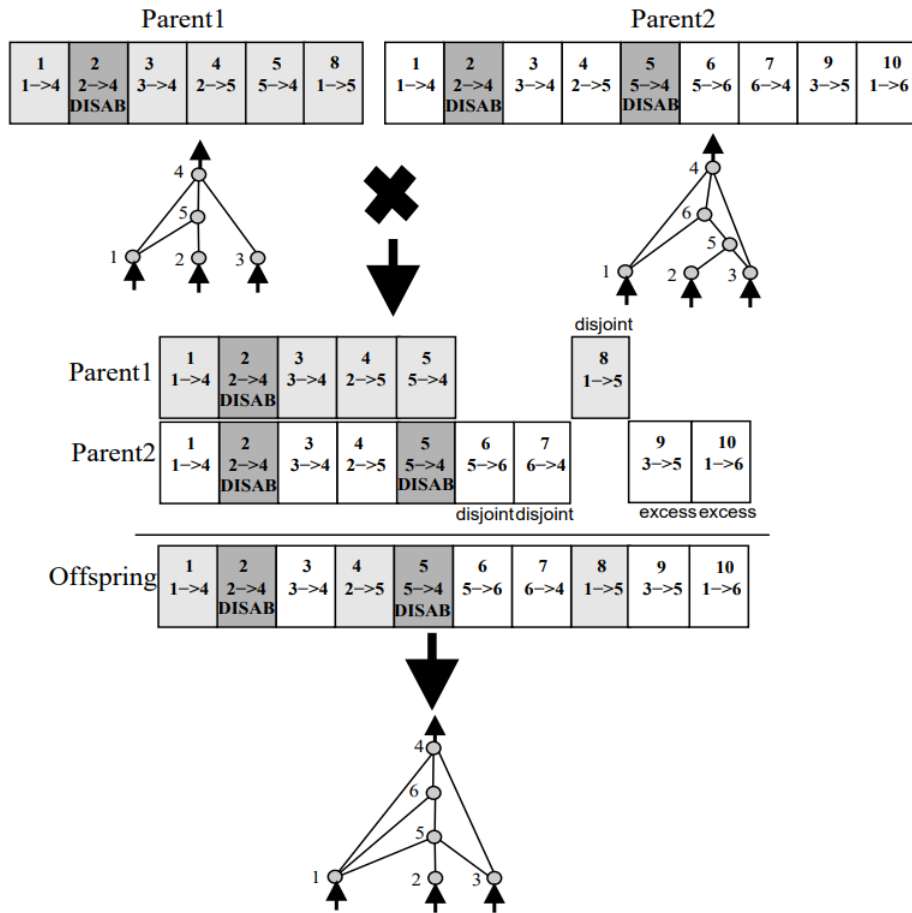 Parent1 Parent2
1 2 3 4 5 8 1 2 3 4 5 6 7 9 10
1->4 2->4 3->4 2->5 5->4 1->5 1->4 2->4 3->4 2->5 5->4 5->6 6->4 3->5 1->6
DISAB DISAB DISAB
4 4
6
5 5
1 2 3 1 2 3
disjoint
Parent1 1 2 3 4 5 8
1->4 2->4 3->4 2->5 5->4 1->5
DISAB
Parent2 1 2 3 4 5 6 7 9 10
1->4 2->4 3->4 2->5 5->4 5->6 6->4 3->5 1->6
DISAB DISAB
disjoint disjoint excess excess
Offspring 1 2 3 4 5 6 7 8 9 10
1->4 2->4 3->4 2->5 5->4 5->6 6->4 1->5 3->5 1->6
DISAB DISAB
4
6
5
1 2 3